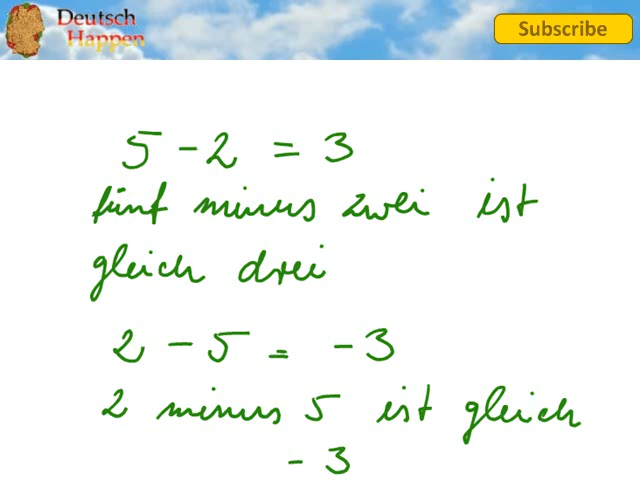 Deutsch
Happen
Subscribe
5 - 2 = 3
fünf minus zwei ist
gleich drei
2 - 5 = - 3
2 minus 5 ist gleich
- 3